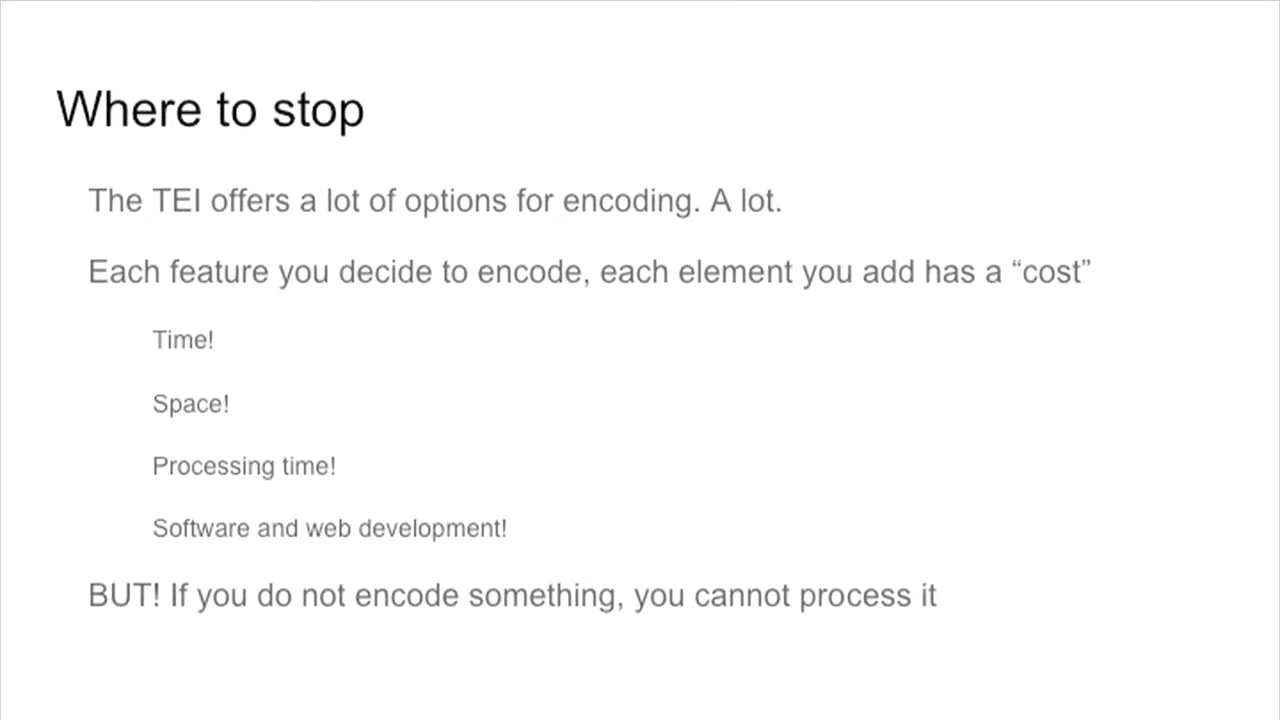 Where to stop
The TEI offers a lot of options for encoding. A lot.
Each feature you decide to encode, each element you add has a “cost”
Time!
Space!
Processing time!
Software and web development!
BUT! If you do not encode something, you cannot process it